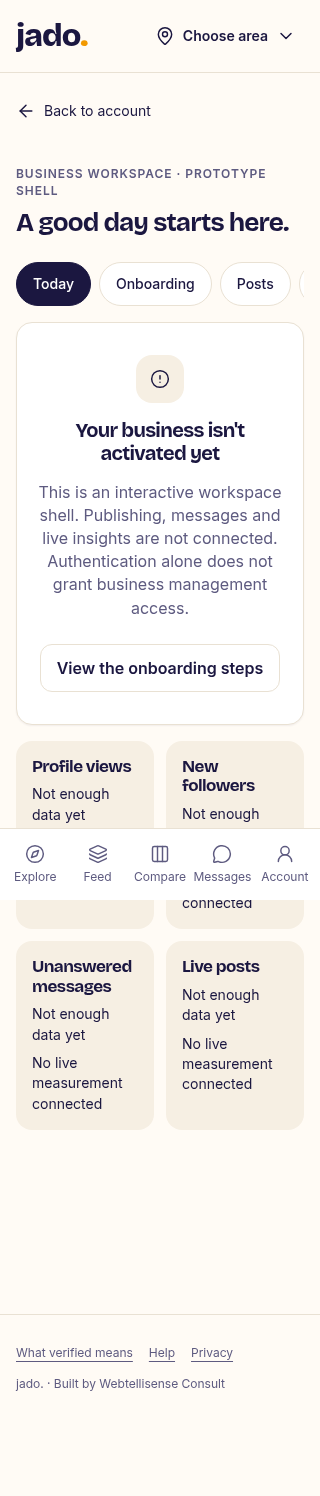 jado.
Choose area
Back to account
BUSINESS WORKSPACE · PROTOTYPE
SHELL
A good day starts here.
Today
Onboarding
Posts
Your business isn't
activated yet
This is an interactive workspace
shell. Publishing, messages and
live insights are not connected.
Authentication alone does not
grant business management
access.
View the onboarding steps
Profile views
Not enough
data yet
New
followers
Not enough
Explore
Feed
Compare
Messages
Account
connected
Unanswered
messages
Not enough
data yet
No live
measurement
connected
Live posts
Not enough
data yet
No live
measurement
connected
What verified means
Help
Privacy
jado. · Built by Webtellisense Consult